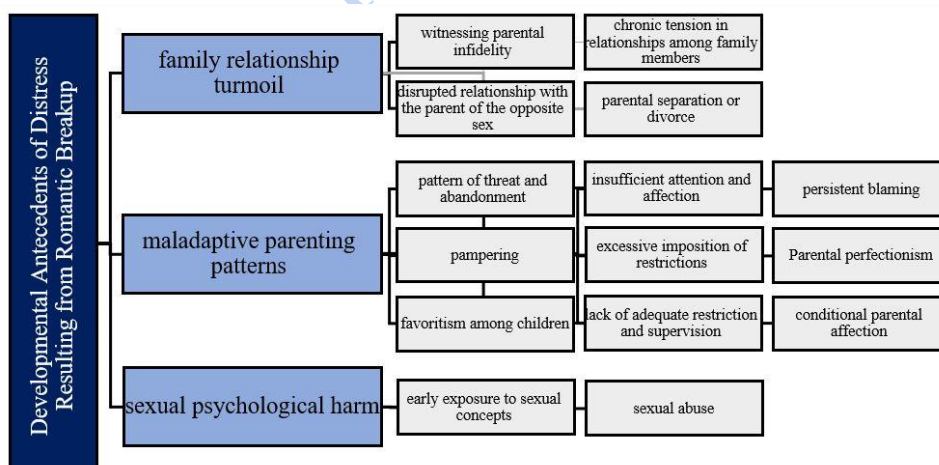 Developmental Antecedents of Distress
Resulting from Romantic Breakup
family relationship
turmoil
witnessing parental
infidelity
chronic tension in
relationships among family
members
disrupted relationship with
the parent of the opposite
sex
parental separation or
divorce
maladaptive parenting
patterns
pattern of threat and
abandonment
insufficient attention and
affection
persistent blaming
pampering
excessive imposition of
restrictions
Parental perfectionism
favoritism among children
lack of adequate restriction
and supervision
conditional parental
affection
sexual psychological harm
early exposure to sexual
concepts
sexual abuse